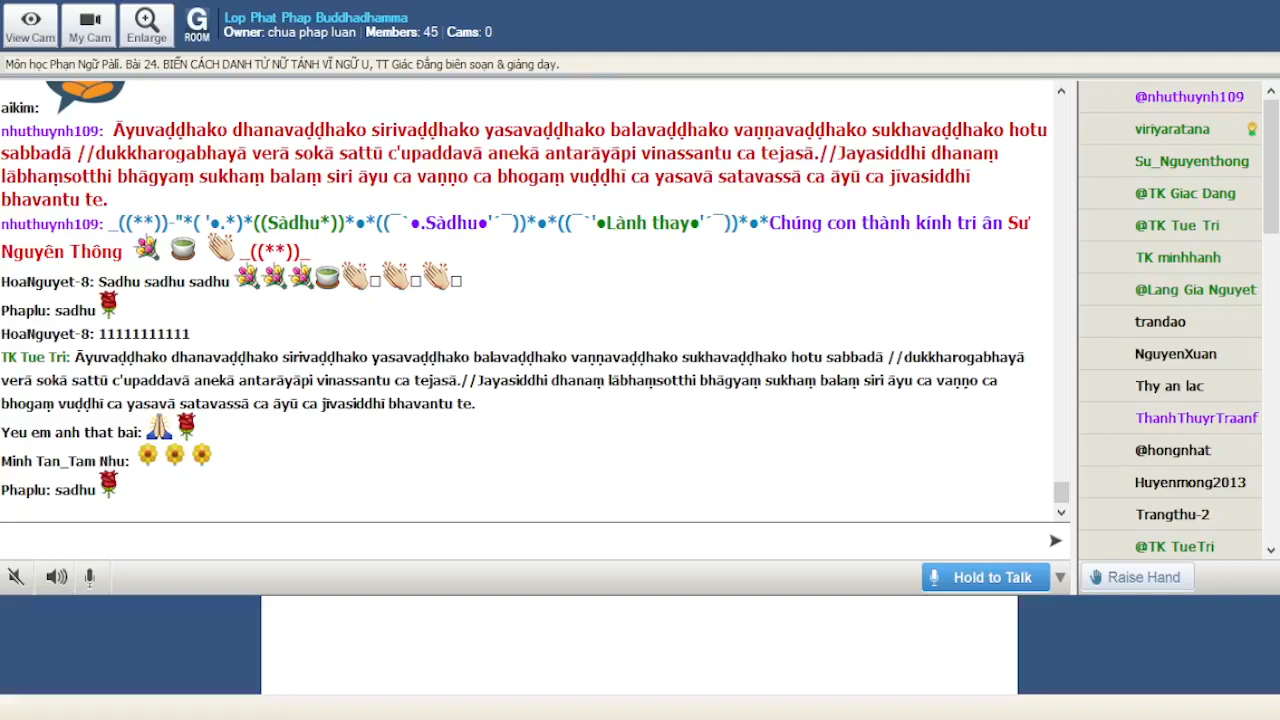 View Cam
My Cam
Enlarge
G
ROOM
Lop Phat Phap Buddhadhamma
Owner: chua phap luan | Members: 45 | Cams: 0
Môn học Phạn Ngữ Pāli. Bài 24. BIẾN CÁCH DANH TỪ NỮ TÁNH VĨ NGỮ U, TT Giác Đẳng biên soạn & giảng dạy.
aikim:
nhuthuynh109: Āyuvaḍḍhako dhanavaḍḍhako sirivaḍḍhako yasavaḍḍhako balavaḍḍhako vaṇṇavaḍḍhako sukhavaḍḍhako hotu
sabbadā //dukkharogabhayā verā sokā sattū c'upaddavā anekā antarāyāpi vinassantu ca tejasā.//Jayasiddhi dhanaṃ
lābhaṃsotthi bhāgyaṃ sukhaṃ balaṃ siri āyu ca vaṇṇo ca bhogaṃ vuḍḍhī ca yasavā satavassā ca āyū ca jīvasiddhī
bhavantu te.
nhuthuynh109: _((**))-"*( '●.*)*((Sàdhu*))*●*((¯`●.Sàdhu●'´¯))*●*((¯`'●Lành thay●'´¯))*●*Chúng con thành kính tri ân Sư
Nguyên Thông 💐 🍵 👏 _((**))_
HoaNguyet-8: Sadhu sadhu sadhu 💐💐💐🍵👏□👏□👏□
Phaplu: sadhu🌹
HoaNguyet-8: 11111111111
TK Tue Tri: Āyuvaḍḍhako dhanavaḍḍhako sirivaḍḍhako yasavaḍḍhako balavaḍḍhako vaṇṇavaḍḍhako sukhavaḍḍhako hotu sabbadā //dukkharogabhayā
verā sokā sattū c'upaddavā anekā antarāyāpi vinassantu ca tejasā.//Jayasiddhi dhanaṃ lābhaṃsotthi bhāgyaṃ sukhaṃ balaṃ siri āyu ca vaṇṇo ca
bhogaṃ vuḍḍhī ca yasavā satavassā ca āyū ca jīvasiddhī bhavantu te.
Yeu em anh that bai: 🙏🌹
Minh Tan_Tam Nhu: 🌼 🌼 🌼
Phaplu: sadhu🌹
Hold to Talk
@nhuthuynh109
viriyaratana
Su_Nguyenthong
@TK Giac Dang
@TK Tue Tri
TK minhhanh
@Lang Gia Nguyet
trandao
NguyenXuan
Thy an lac
ThanhThuyrTraanf
@hongnhat
Huyenmong2013
Trangthu-2
@TK TueTri
Raise Hand